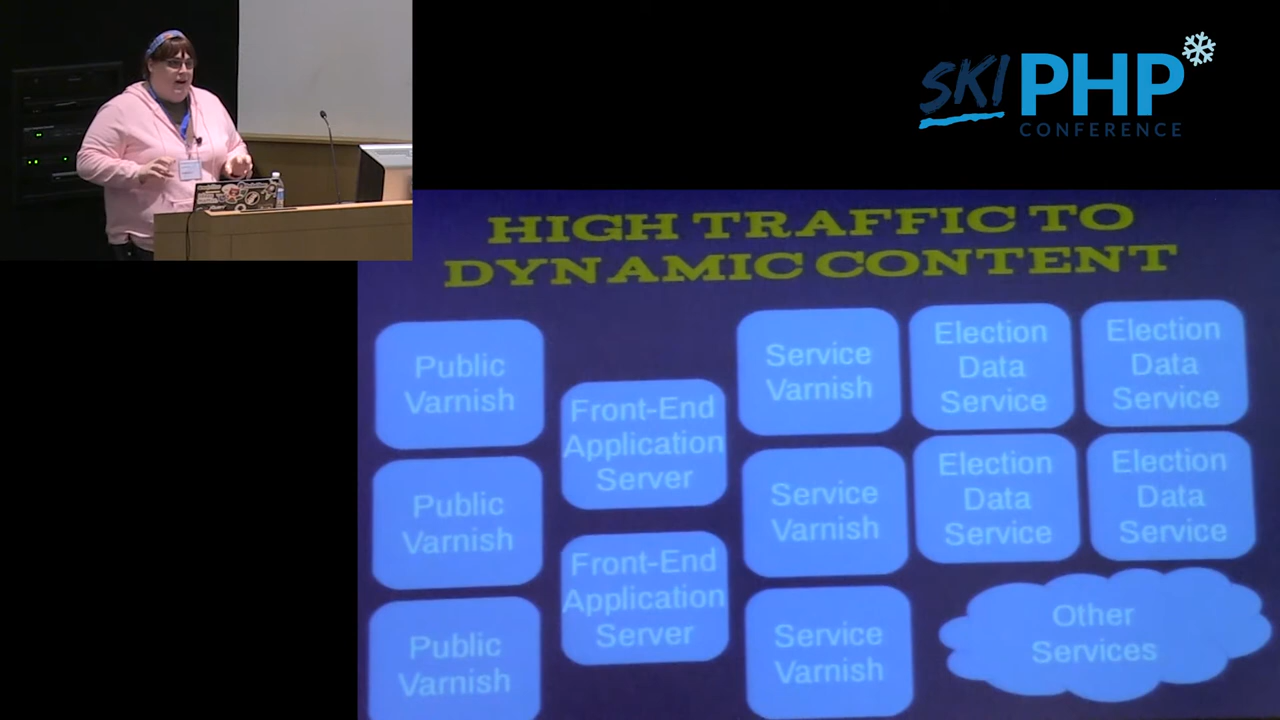 SKI PHP
CONFERENCE
HIGH TRAFFIC TO
DYNAMIC CONTENT
Public
Varnish
Front-End
Application
Server
Service
Varnish
Election
Data
Service
Election
Data
Service
Public
Varnish
Front-End
Application
Server
Service
Varnish
Election
Data
Service
Election
Data
Service
Public
Varnish
Service
Varnish
Other
Services